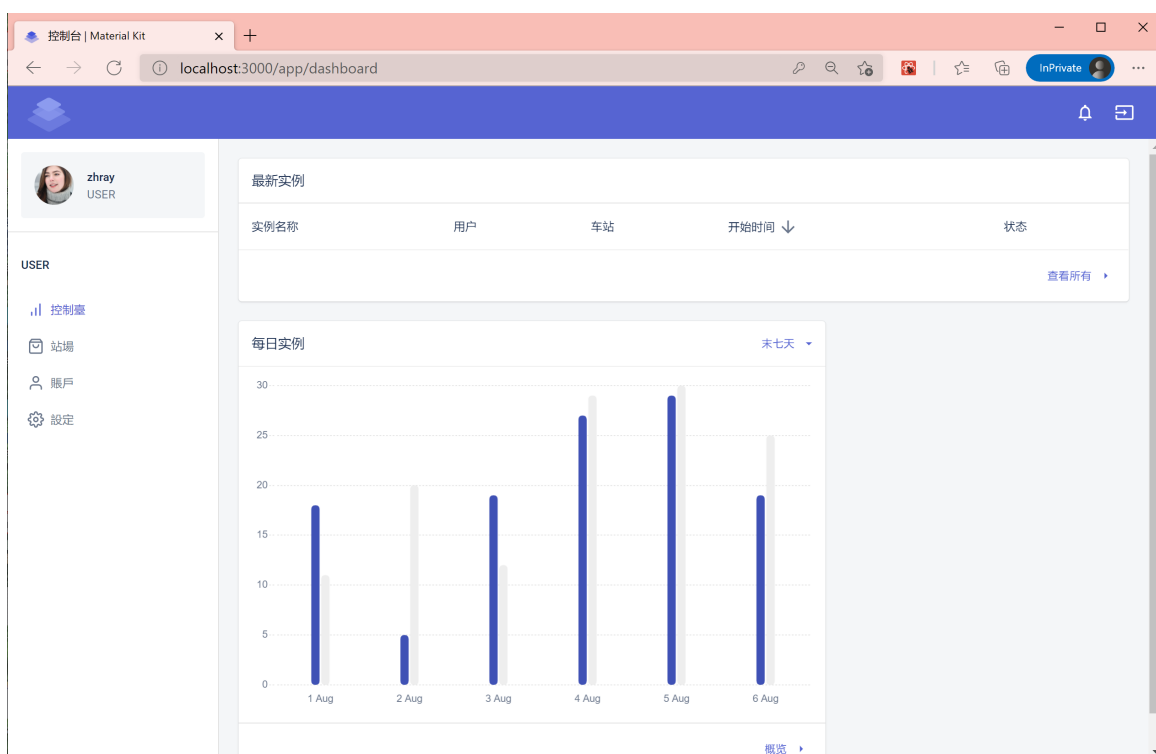 控制台 | Material Kit
localhost:3000/app/dashboard
InPrivate
zhray
USER
USER
控制臺
站場
賬戶
設定
最新实例
实例名称 用户 车站 开始时间 状态
查看所有
每日实例 末七天
30
25
20
15
10
5
0
1 Aug 2 Aug 3 Aug 4 Aug 5 Aug 6 Aug
概览